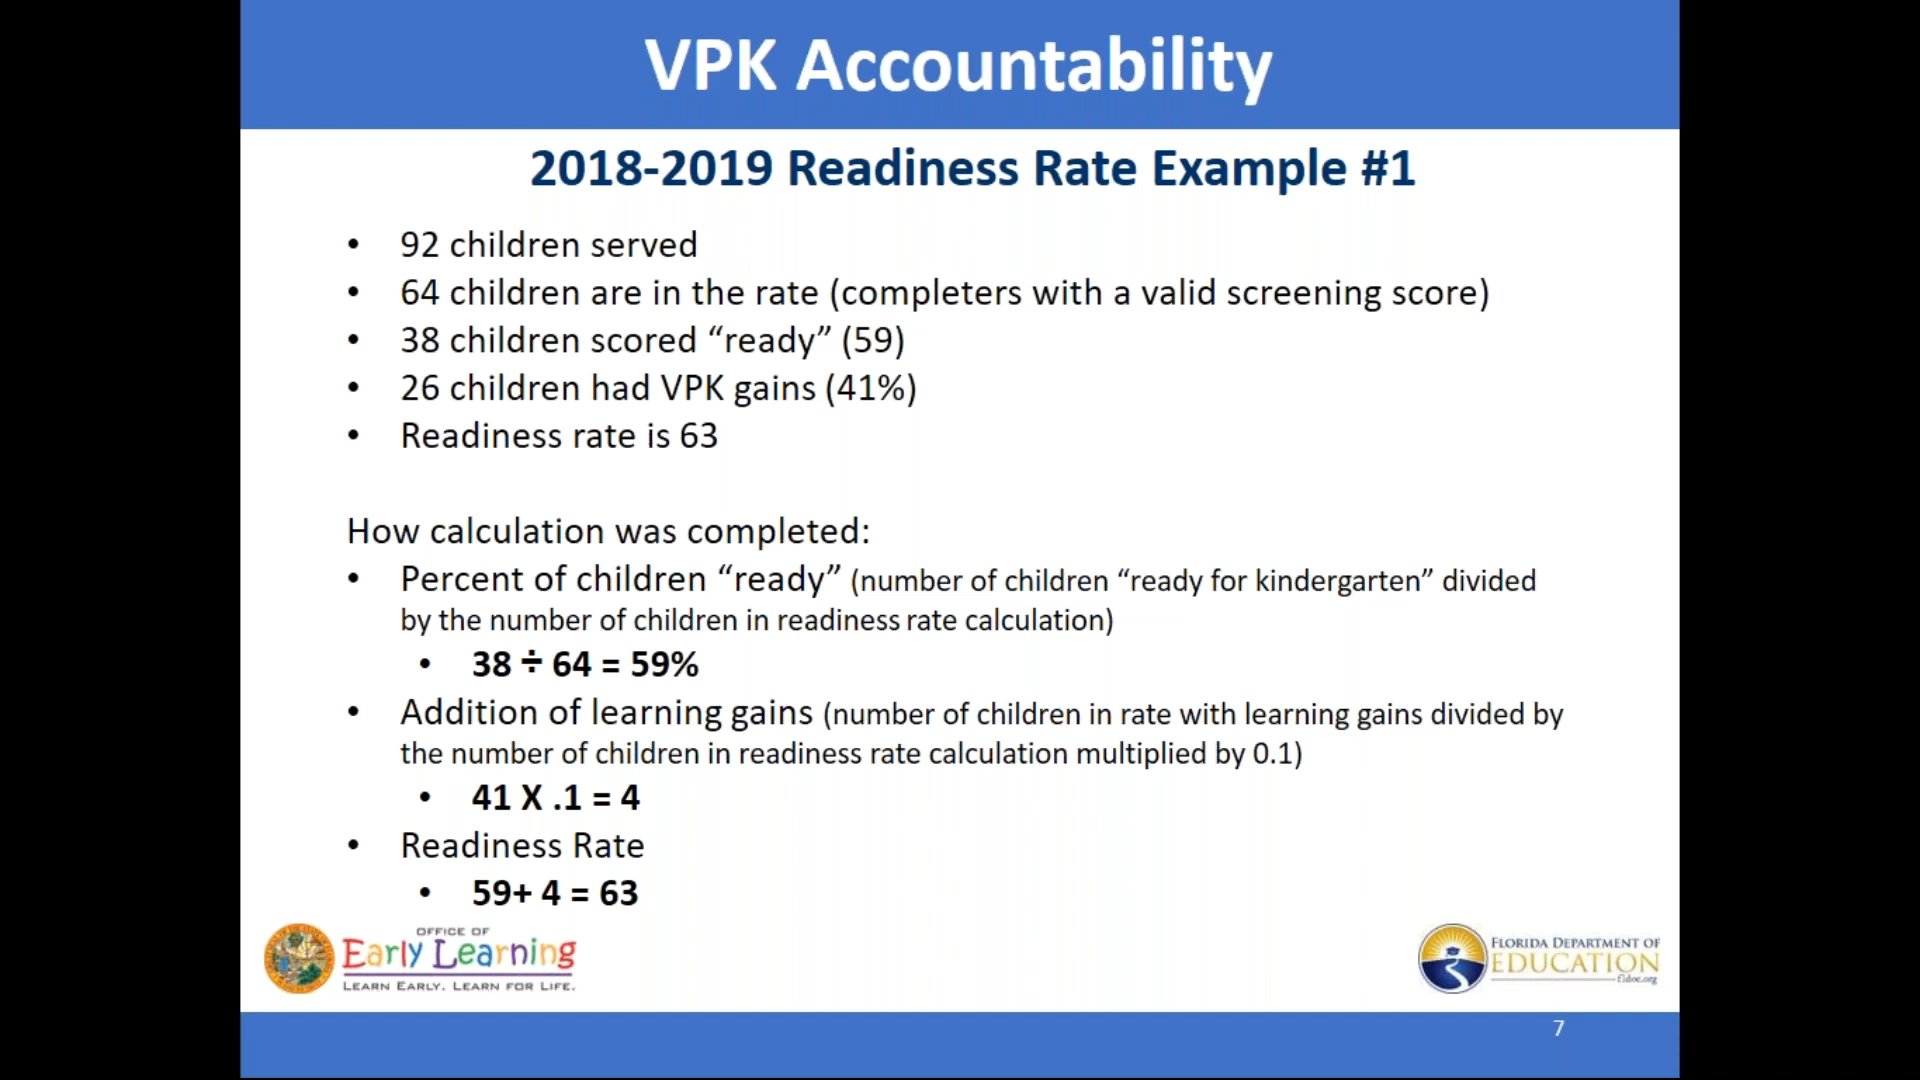 VPK Accountability
2018-2019 Readiness Rate Example #1
• 92 children served
• 64 children are in the rate (completers with a valid screening score)
• 38 children scored “ready” (59)
• 26 children had VPK gains (41%)
• Readiness rate is 63
How calculation was completed:
• Percent of children “ready” (number of children “ready for kindergarten” divided
by the number of children in readiness rate calculation)
• 38 ÷ 64 = 59%
• Addition of learning gains (number of children in rate with learning gains divided by
the number of children in readiness rate calculation multiplied by 0.1)
• 41 X .1 = 4
• Readiness Rate
• 59+ 4 = 63
OFFICE OF
Early Learning
LEARN EARLY. LEARN FOR LIFE.
FLORIDA DEPARTMENT OF
EDUCATION
fldoe.org
7